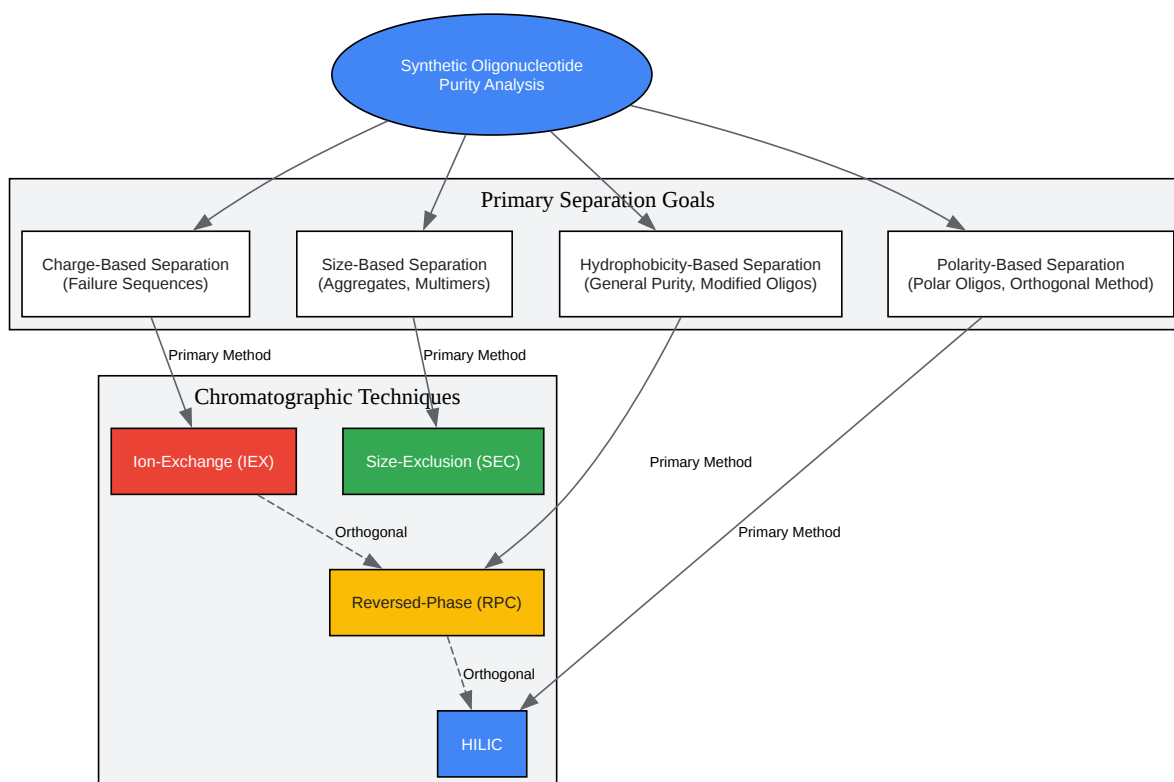 Synthetic Oligonucleotide
Purity Analysis
Primary Separation Goals
Charge-Based Separation
(Failure Sequences)
Size-Based Separation
(Aggregates, Multimers)
Hydrophobicity-Based Separation
(General Purity, Modified Oligos)
Polarity-Based Separation
(Polar Oligos, Orthogonal Method)
Primary Method
Primary Method
Chromatographic Techniques
Ion-Exchange (IEX)
Size-Exclusion (SEC)
Primary Method
Orthogonal
Primary Method
Reversed-Phase (RPC)
Orthogonal
HILIC